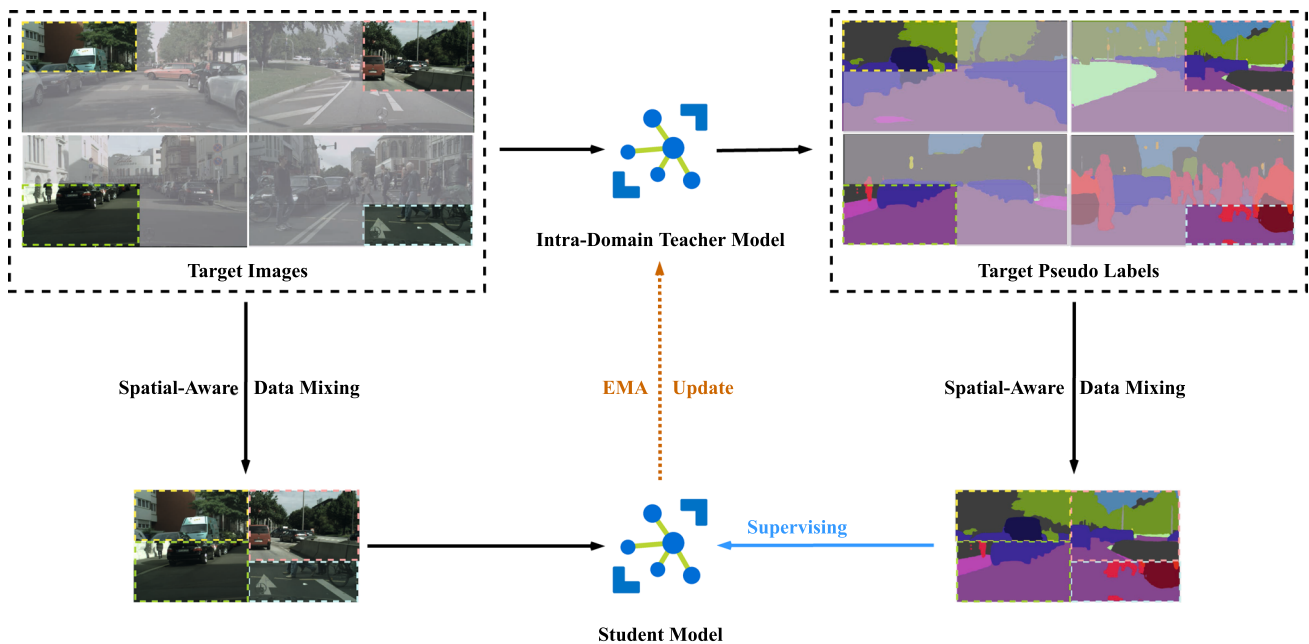 Target Images
Intra-Domain Teacher Model
Target Pseudo Labels
Spatial-Aware Data Mixing
EMA Update
Spatial-Aware Data Mixing
Supervising
Student Model